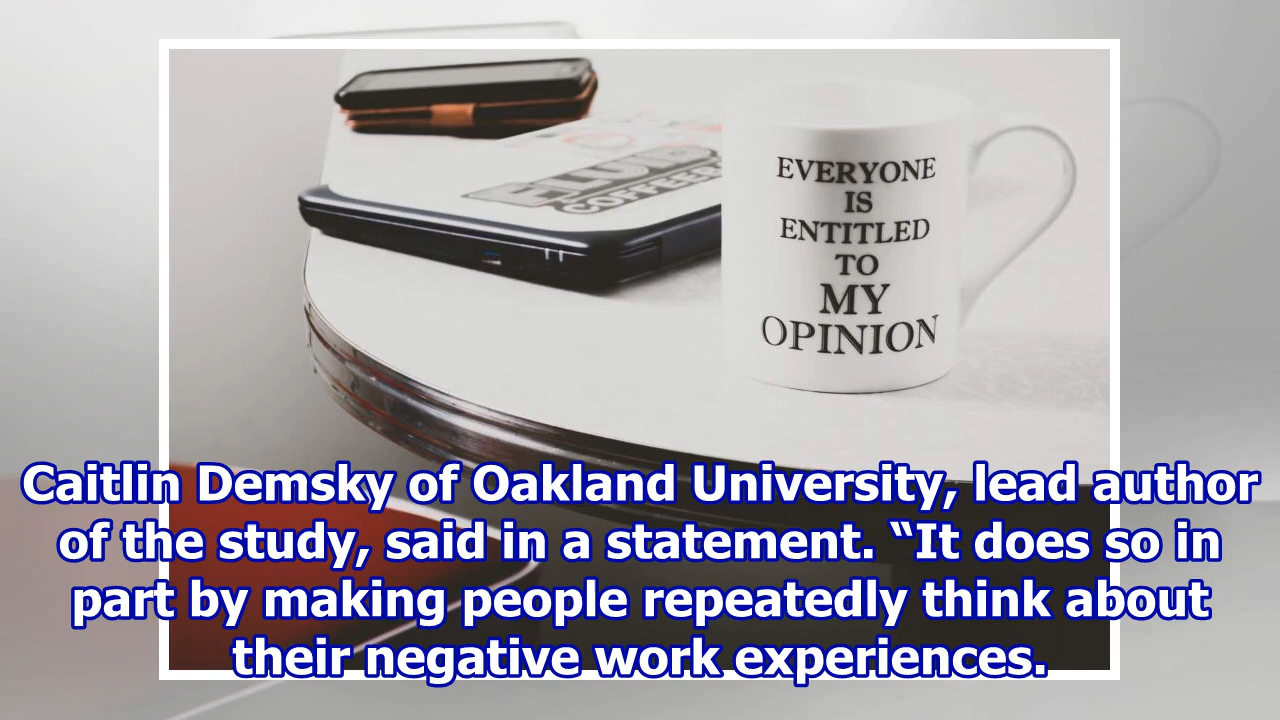 EVERYONE
IS
ENTITLED
TO
MY
OPINION
Caitlin Demsky of Oakland University, lead author
of the study, said in a statement. “It does so in
part by making people repeatedly think about
their negative work experiences.